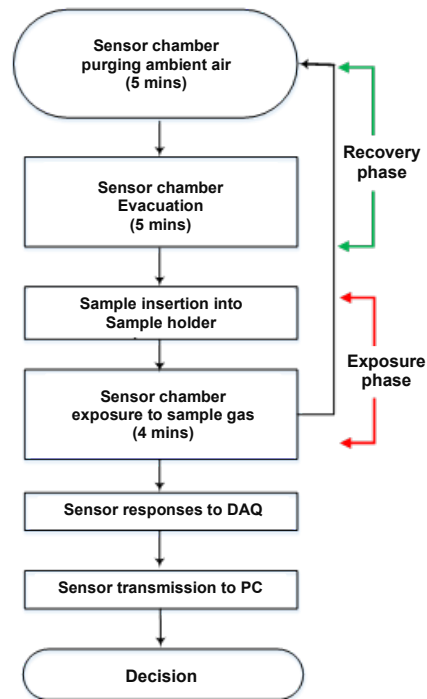 Sensor chamber
purging ambient air
(5 mins)
Recovery
phase
Sensor chamber
Evacuation
(5 mins)
Sample insertion into
Sample holder
Exposure
phase
Sensor chamber
exposure to sample gas
(4 mins)
Sensor responses to DAQ
Sensor transmission to PC
Decision